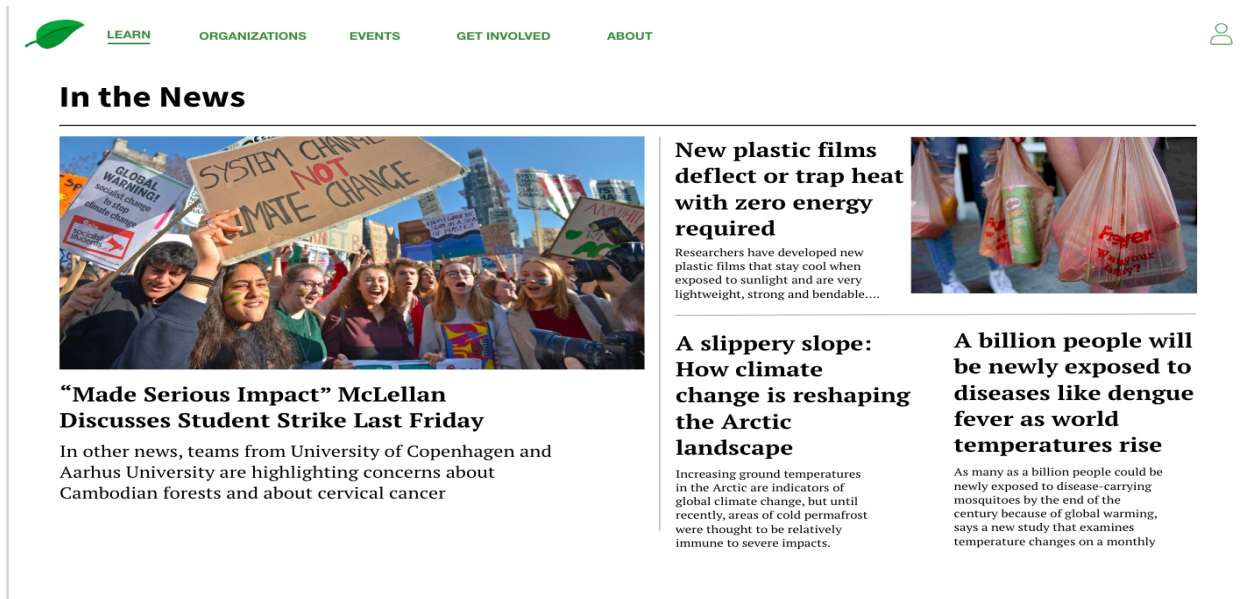 LEARN
ORGANIZATIONS
EVENTS
GET INVOLVED
ABOUT
In the News
GLOBAL
WARNING!
socialist change
to stop
climate change
socialist
students
SYSTEM CHANGE
NOT
CLIMATE CHANGE
“Made Serious Impact” McLellan
Discusses Student Strike Last Friday
In other news, teams from University of Copenhagen and
Aarhus University are highlighting concerns about
Cambodian forests and about cervical cancer
New plastic films
deflect or trap heat
with zero energy
required
Researchers have developed new
plastic films that stay cool when
exposed to sunlight and are very
lightweight, strong and bendable....
A slippery slope:
How climate
change is reshaping
the Arctic
landscape
Increasing ground temperatures
in the Arctic are indicators of
global climate change, but until
recently, areas of cold permafrost
were thought to be relatively
immune to severe impacts.
A billion people will
be newly exposed to
diseases like dengue
fever as world
temperatures rise
As many as a billion people could be
newly exposed to disease-carrying
mosquitoes by the end of the
century because of global warming,
says a new study that examines
temperature changes on a monthly